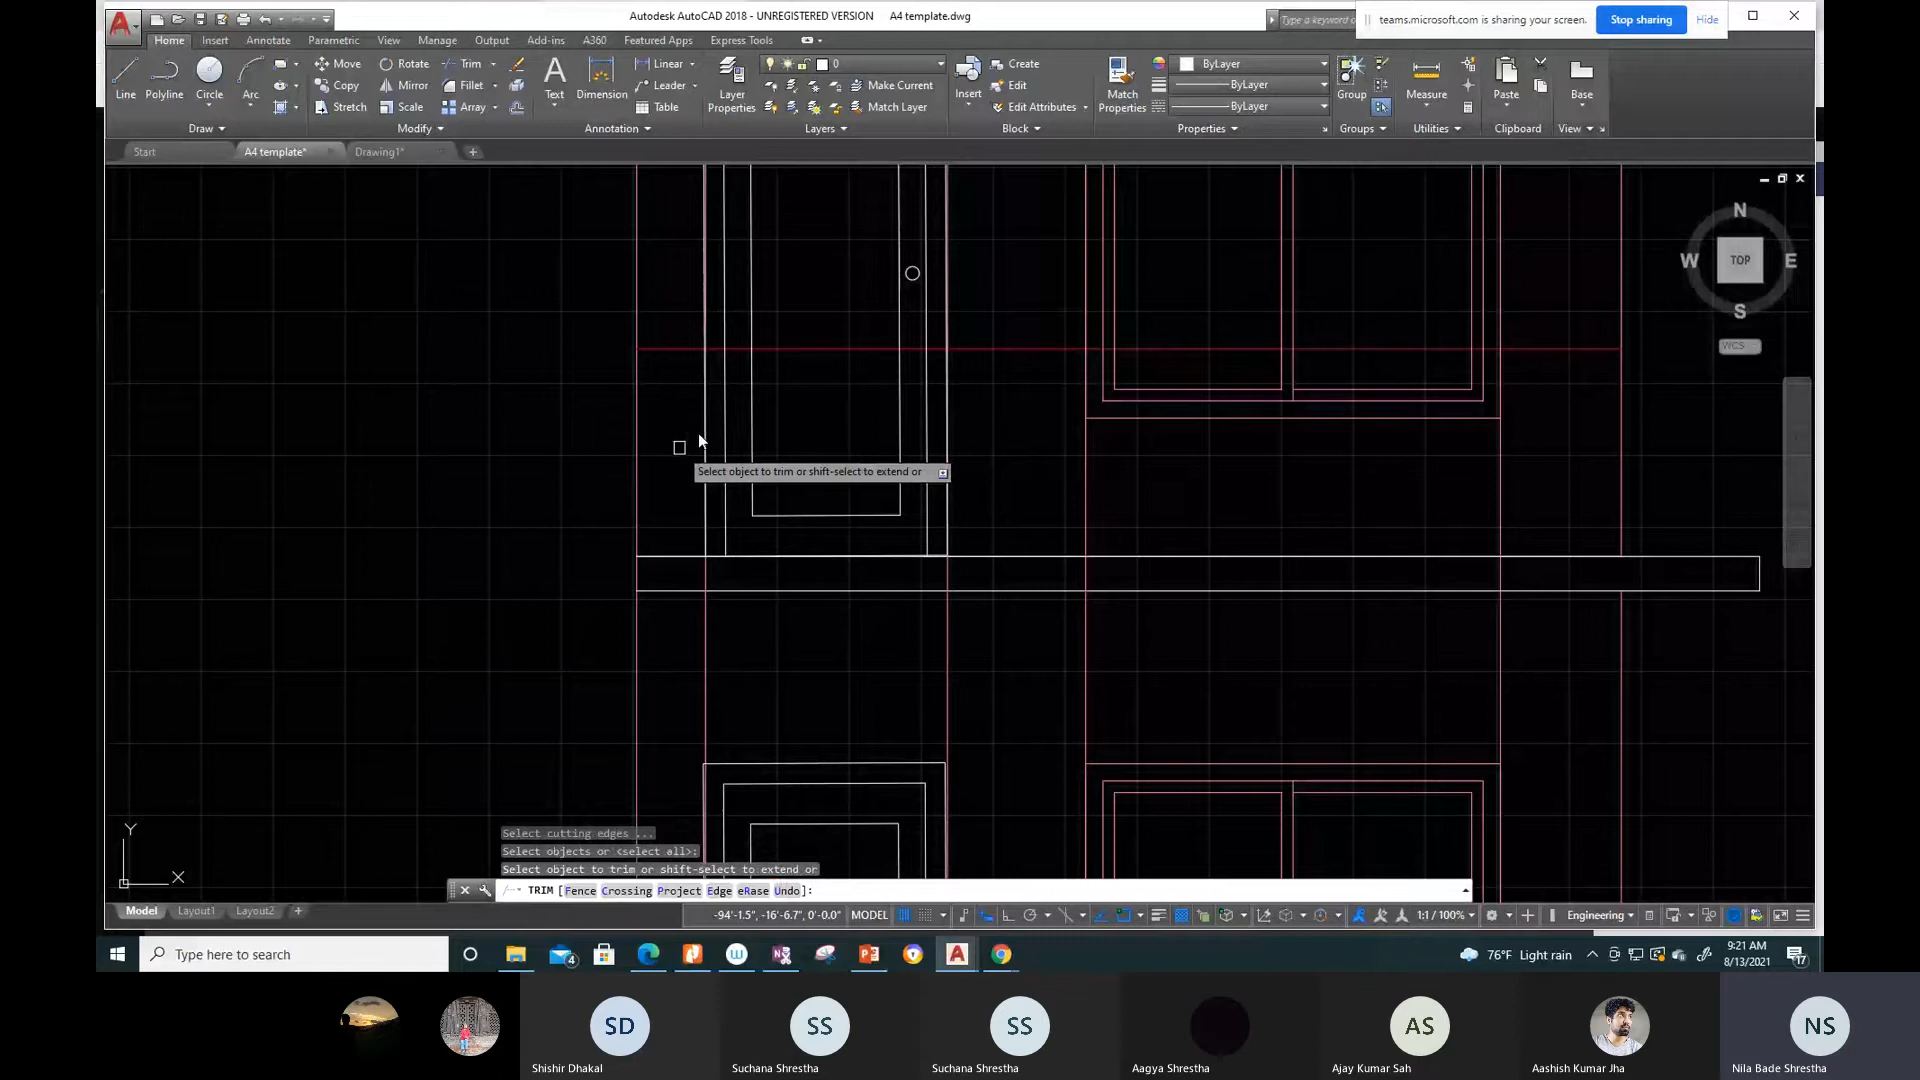 Autodesk AutoCAD 2018 - UNREGISTERED VERSION A4 template.dwg
Type a keyword o
teams.microsoft.com is sharing your screen.
Stop sharing
Hide
Home Insert Annotate Parametric View Manage Output Add-ins A360 Featured Apps Express Tools
Line Polyline Circle Arc
Move Rotate Trim
Copy Mirror Fillet
Stretch Scale Array
Text Dimension
Linear
Leader
Table
Layer Properties
0
Make Current
Match Layer
Insert
Create
Edit
Edit Attributes
Match Properties
ByLayer
ByLayer
ByLayer
Group
Measure
Paste
Base
Draw Modify Annotation Layers Block Properties Groups Utilities Clipboard View
Start A4 template* Drawing1*
N
W TOP E
S
WCS
Select object to trim or shift-select to extend or
Y
X
Select cutting edges ...
Select objects or <select all>:
Select object to trim or shift-select to extend or
TRIM [Fence Crossing Project Edge eRase Undo]:
Model Layout1 Layout2
-94'-1.5", -16'-6.7", 0'-0.0" MODEL 1:1 / 100% Engineering
Type here to search
4
76°F Light rain
9:21 AM
8/13/2021
17
SD SS SS AS NS
Shishir Dhakal Suchana Shrestha Suchana Shrestha Aagya Shrestha Ajay Kumar Sah Aashish Kumar Jha Nila Bade Shrestha